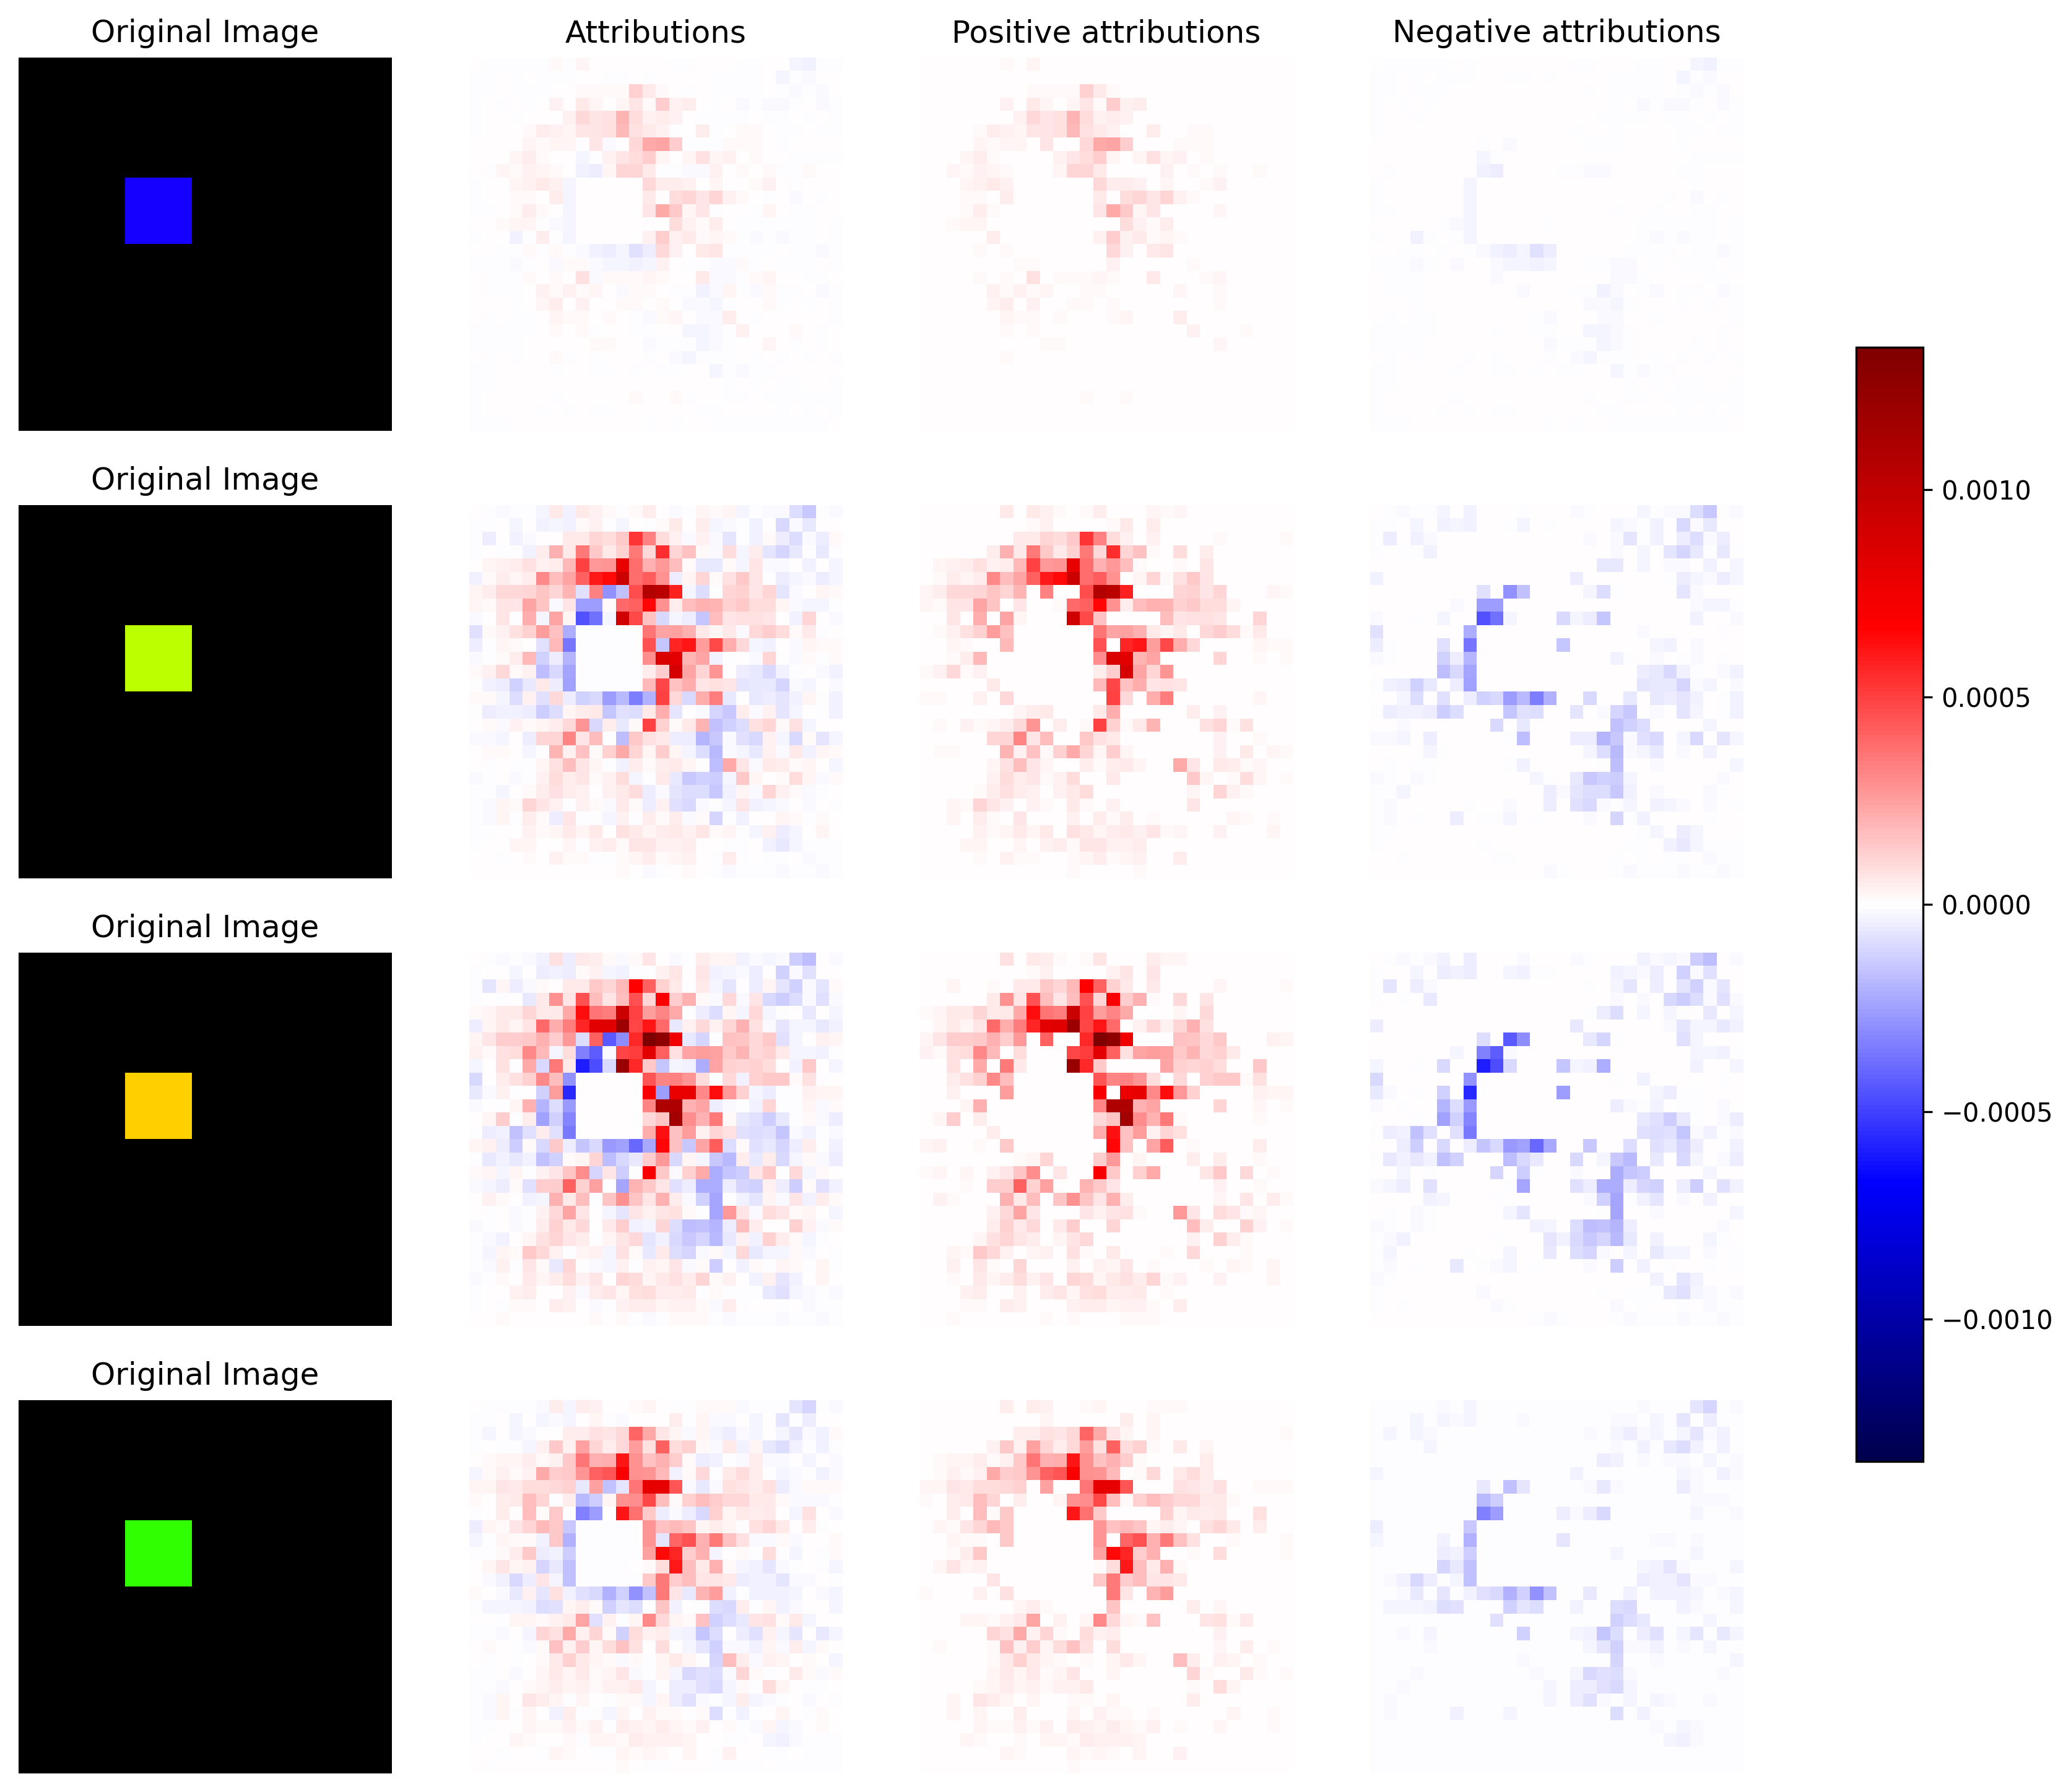 Original Image
Attributions
Positive attributions
Negative attributions
Original Image
Original Image
Original Image
0.0010
0.0005
0.0000
−0.0005
−0.0010